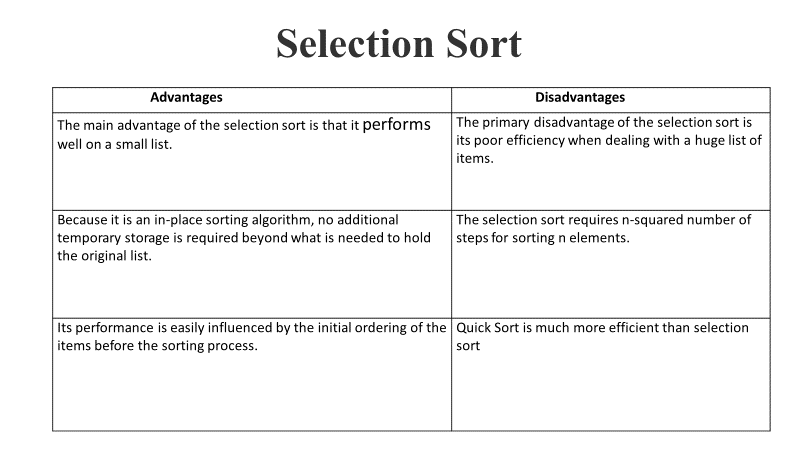 Selection Sort
Advantages
Disadvantages
The main advantage of the selection sort is that it performs
well on a small list.
The primary disadvantage of the selection sort is
its poor efficiency when dealing with a huge list of
items.
Because it is an in-place sorting algorithm, no additional
temporary storage is required beyond what is needed to hold
the original list.
The selection sort requires n-squared number of
steps for sorting n elements.
Its performance is easily influenced by the initial ordering of the
items before the sorting process.
Quick Sort is much more efficient than selection
sort